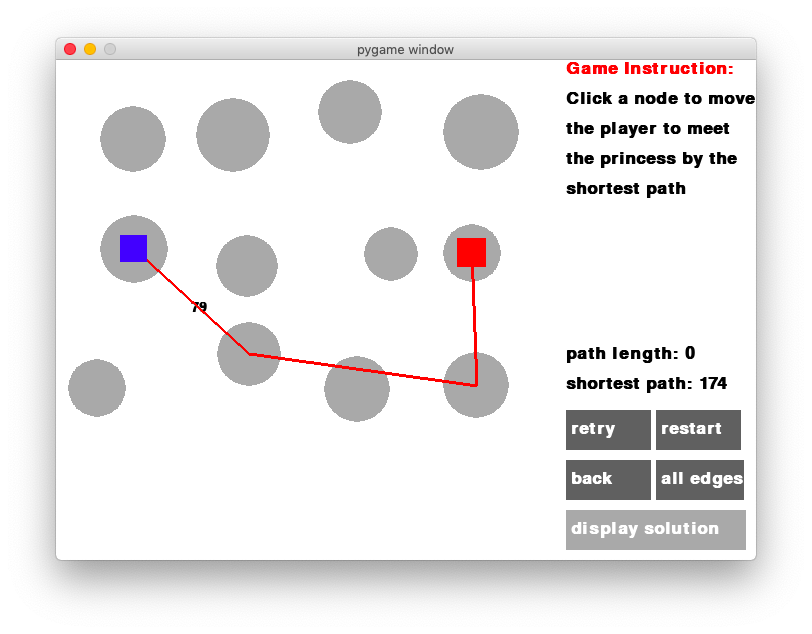 pygame window
Game Instruction:
Click a node to move
the player to meet
the princess by the
shortest path
79
path length: 0
shortest path: 174
retry
restart
back
all edges
display solution